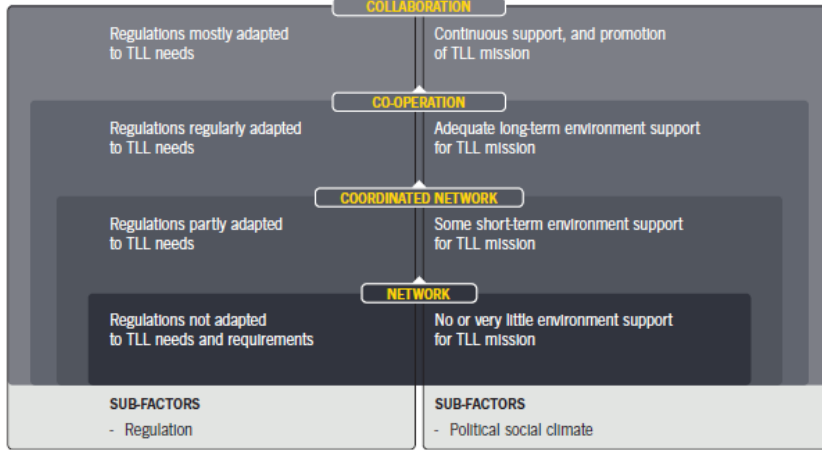 COLLABORATION
Regulations mostly adapted
to TLL needs
Continuous support, and promotion
of TLL mission
CO-OPERATION
Regulations regularly adapted
to TLL needs
Adequate long-term environment support
for TLL mission
COORDINATED NETWORK
Regulations partly adapted
to TLL needs
Some short-term environment support
for TLL mission
NETWORK
Regulations not adapted
to TLL needs and requirements
No or very little environment support
for TLL mission
SUB-FACTORS
- Regulation
SUB-FACTORS
- Political social climate